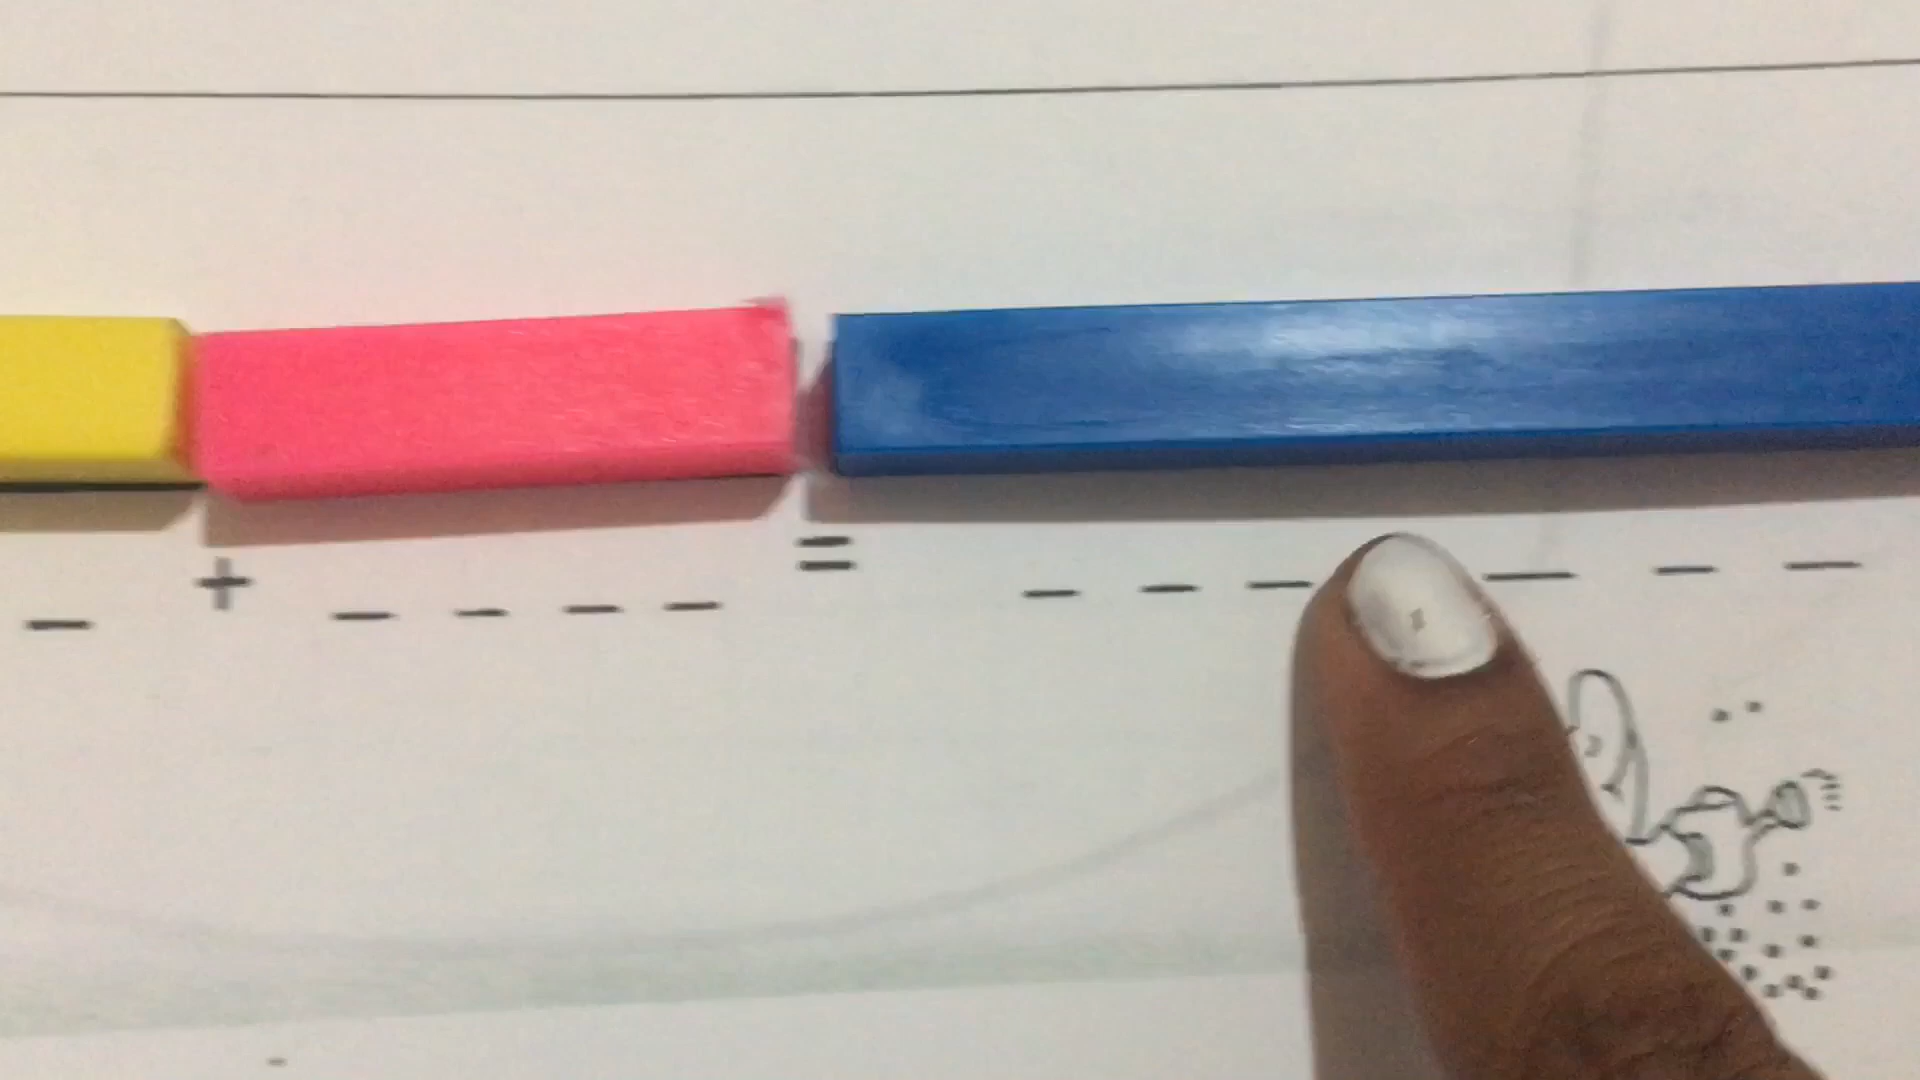 _ + _ _ _ _ = _ _ _ _ _ _